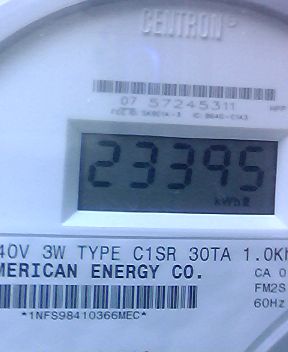 CENTRON®
07 57245311
23395
kWh
40V 3W TYPE C1SR 30TA 1.0Kh
MERICAN ENERGY CO.
CA 0
FM2S
60Hz
*1NFS98410366MEC*